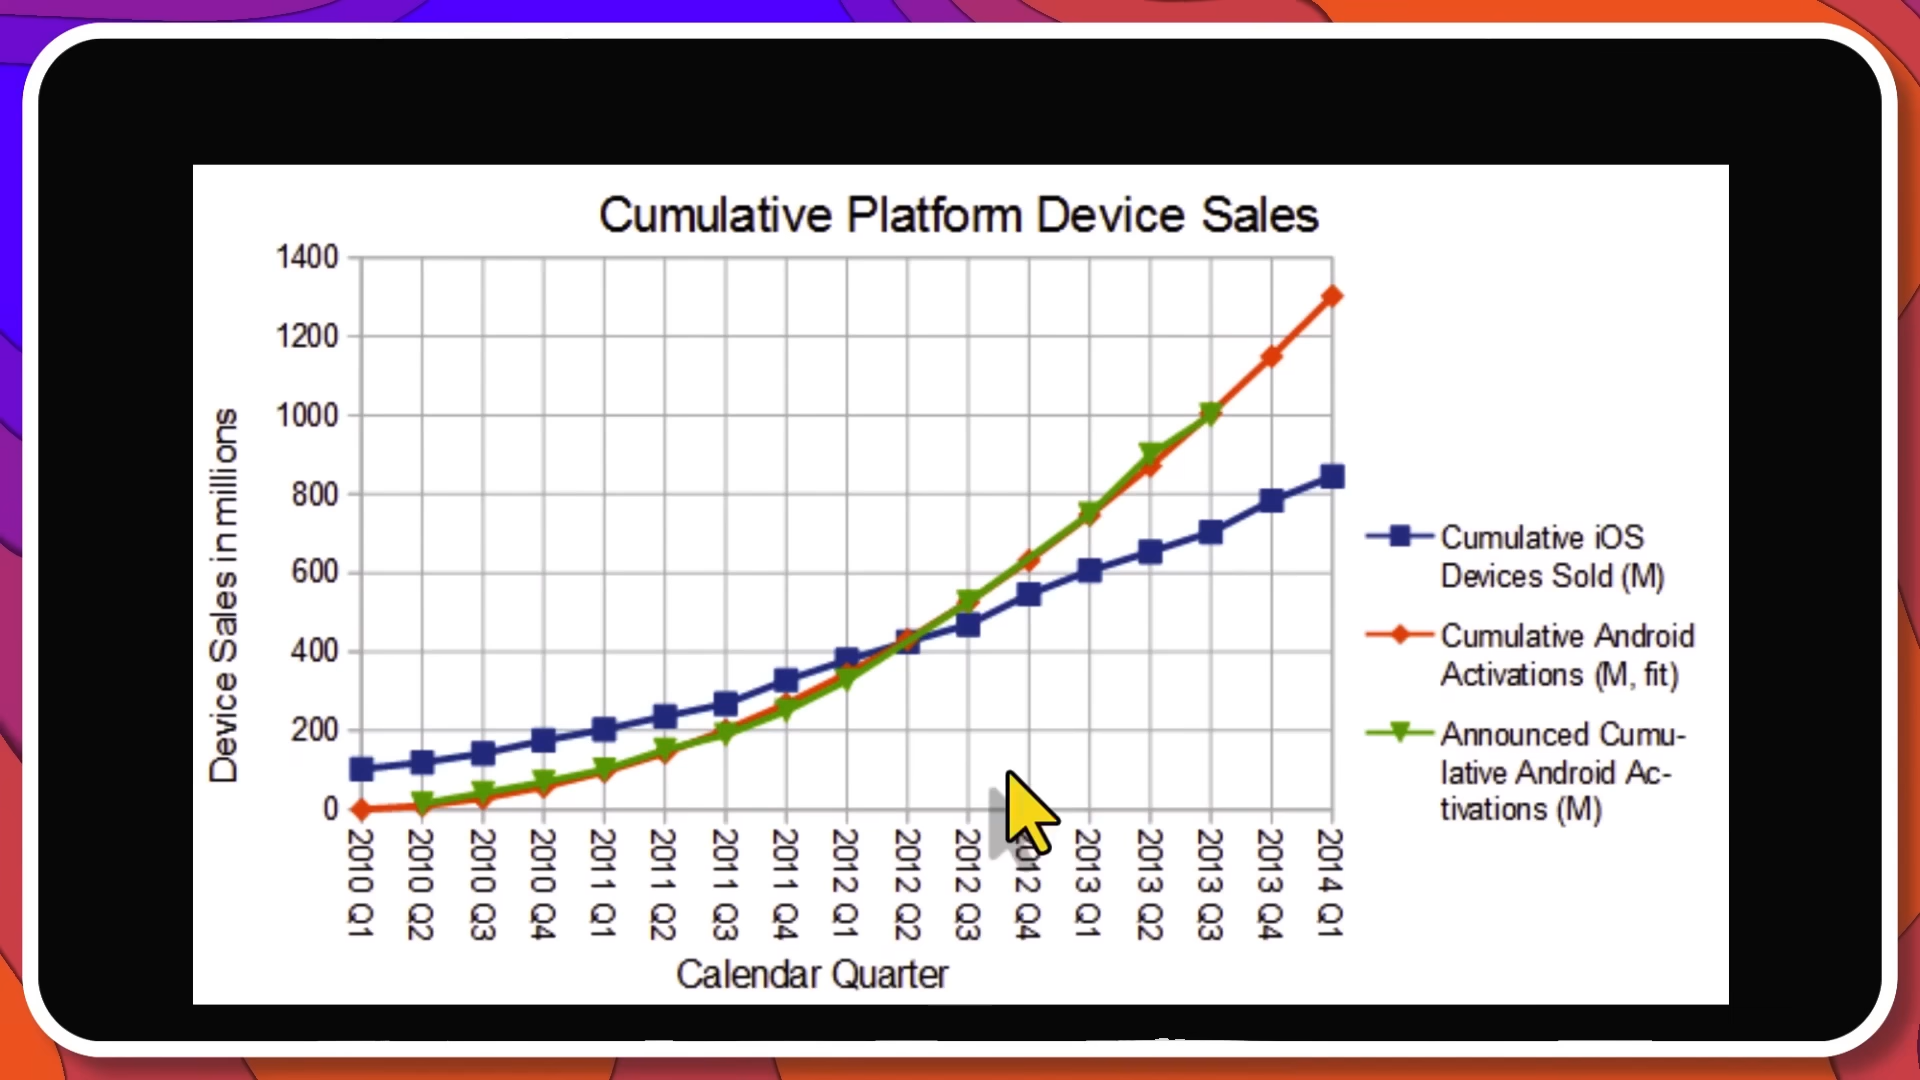 Cumulative Platform Device Sales
1400
1200
1000
800
600
400
200
0
Device Sales in millions
2010 Q1
2010 Q2
2010 Q3
2010 Q4
2011 Q1
2011 Q2
2011 Q3
2011 Q4
2012 Q1
2012 Q2
2012 Q3
12 Q4
2013 Q1
2013 Q2
2013 Q3
2013 Q4
2014 Q1
Calendar Quarter
Cumulative iOS
Devices Sold (M)
Cumulative Android
Activations (M, fit)
Announced Cumu-
lative Android Ac-
tivations (M)